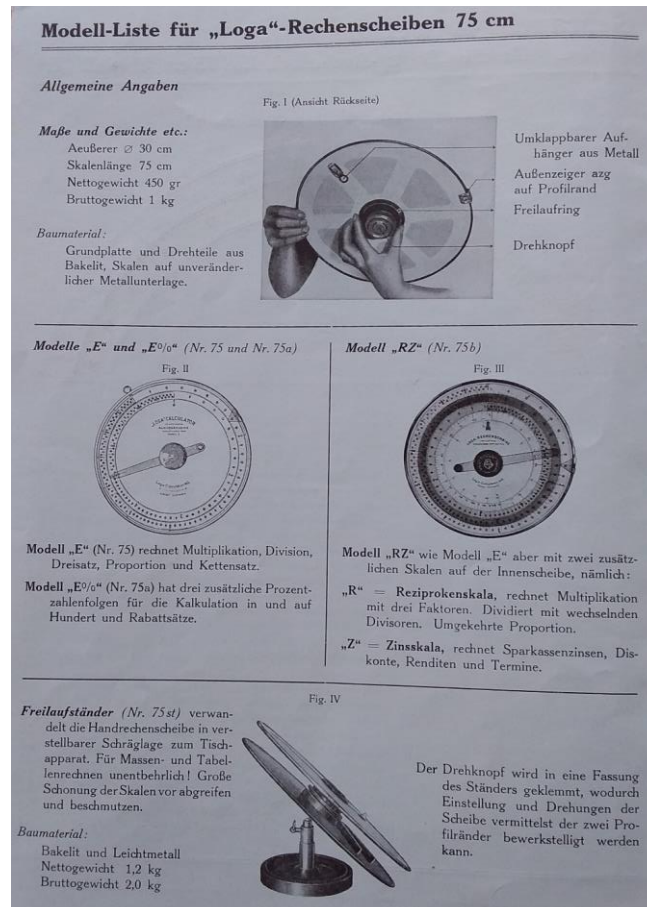 Modell-Liste für „Loga“-Rechenscheiben 75 cm
Allgemeine Angaben
Fig. I (Ansicht Rückseite)
Maße und Gewichte etc.:
Aeußerer ∅ 30 cm
Skalenlänge 75 cm
Nettogewicht 450 gr
Bruttogewicht 1 kg
Baumaterial:
Grundplatte und Drehteile aus
Bakelit, Skalen auf unveränder-
licher Metallunterlage.
Umklappbarer Auf-
hänger aus Metall
Außenzeiger azg
auf Profilrand
Freilaufring
Drehknopf
Modelle „E“ und „E%“ (Nr. 75 und Nr. 75a)
Fig. II
„LOGA“-CALCULATOR
Modell „E“ (Nr. 75) rechnet Multiplikation, Division,
Dreisatz, Proportion und Kettensatz.
Modell „E%“ (Nr. 75a) hat drei zusätzliche Prozent-
zahlenfolgen für die Kalkulation in und auf
Hundert und Rabattsätze.
Modell „RZ“ (Nr. 75b)
Fig. III
Modell „RZ“ wie Modell „E“ aber mit zwei zusätz-
lichen Skalen auf der Innenscheibe, nämlich:
„R“ = Reziprokenskala, rechnet Multiplikation
mit drei Faktoren. Dividiert mit wechselnden
Divisoren. Umgekehrte Proportion.
„Z“ = Zinsskala, rechnet Sparkassenzinsen, Dis-
konte, Renditen und Termine.
Fig. IV
Freilaufständer (Nr. 75st) verwan-
delt die Handrechenscheibe in ver-
stellbarer Schräglage zum Tisch-
apparat. Für Massen- und Tabel-
lenrechnen unentbehrlich! Große
Schonung der Skalen vor abgreifen
und beschmutzen.
Baumaterial:
Bakelit und Leichtmetall
Nettogewicht 1,2 kg
Bruttogewicht 2,0 kg
Der Drehknopf wird in eine Fassung
des Ständers geklemmt, wodurch
Einstellung und Drehungen der
Scheibe vermittelst der zwei Pro-
filränder bewerkstelligt werden
kann.